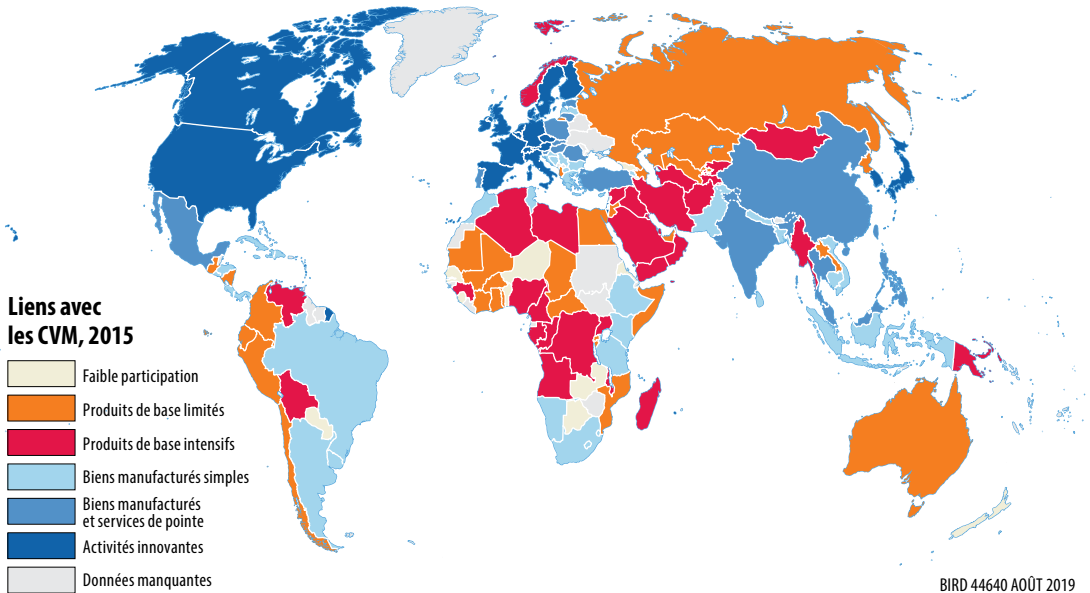 Liens avec
les CVM, 2015
Faible participation
Produits de base limités
Produits de base intensifs
Biens manufacturés simples
Biens manufacturés
et services de pointe
Activités innovantes
Données manquantes
BIRD 44640 AOÛT 2019